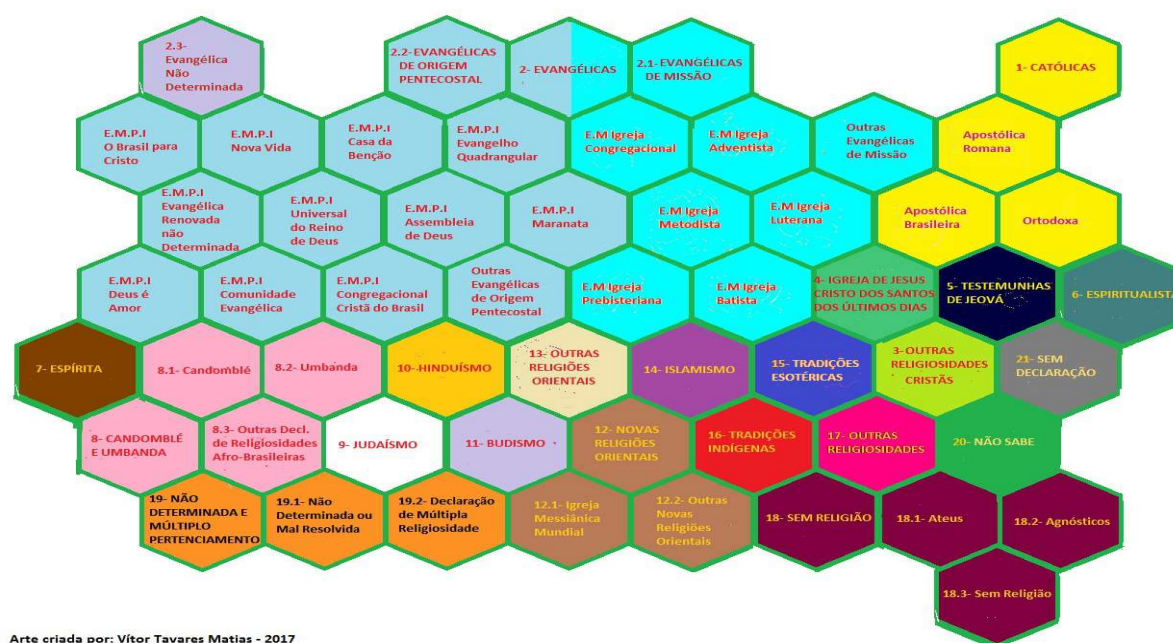 2.3-
Evangélica
Não
Determinada
2.2- EVANGÉLICAS
DE ORIGEM
PENTECOSTAL
2- EVANGÉLICAS
2.1- EVANGÉLICAS
DE MISSÃO
1- CATÓLICAS
E.M.P.I
O Brasil para
Cristo
E.M.P.I
Nova Vida
E.M.P.I
Casa da
Benção
E.M.P.I
Evangelho
Quadrangular
E.M Igreja
Congregacional
E.M Igreja
Adventista
Outras
Evangélicas
de Missão
Apostólica
Romana
E.M.P.I
Evangélica
Renovada
não
Determinada
E.M.P.I
Universal
do Reino
de Deus
E.M.P.I
Assembleia
de Deus
E.M.P.I
Maranata
E.M Igreja
Metodista
E.M Igreja
Luterana
Apostólica
Brasileira
Ortodoxa
E.M.P.I
Deus é
Amor
E.M.P.I
Comunidade
Evangélica
E.M.P.I
Congregacional
Cristã do Brasil
Outras
Evangélicas
de Origem
Pentecostal
E.M Igreja
Prebisteriana
E.M Igreja
Batista
4- IGREJA DE JESUS
CRISTO DOS SANTOS
DOS ÚLTIMOS DIAS
5- TESTEMUNHAS
DE JEOVÁ
6- ESPIRITUALISTA
7- ESPÍRITA
8.1- Candomblé
8.2- Umbanda
10- HINDUÍSMO
13- OUTRAS
RELIGIÕES
ORIENTAIS
14- ISLAMISMO
15- TRADIÇÕES
ESOTÉRICAS
3- OUTRAS
RELIGIOSIDADES
CRISTÃS
21- SEM
DECLARAÇÃO
8- CANDOMBLÉ
E UMBANDA
8.3- Outras Decl.
de Religiosidades
Afro-Brasileiras
9- JUDAÍSMO
11- BUDISMO
12- NOVAS
RELIGIÕES
ORIENTAIS
16- TRADIÇÕES
INDÍGENAS
17- OUTRAS
RELIGIOSIDADES
20- NÃO SABE
19- NÃO
DETERMINADA E
MÚLTIPLO
PERTENCIAMENTO
19.1- Não
Determinada ou
Mal Resolvida
19.2- Declaração
de Múltipla
Religiosidade
12.1- Igreja
Messiânica
Mundial
12.2- Outras
Novas
Religiões
Orientais
18- SEM RELIGIÃO
18.1- Ateus
18.2- Agnósticos
18.3- Sem Religião
Arte criada por: Vítor Tavares Matias - 2017